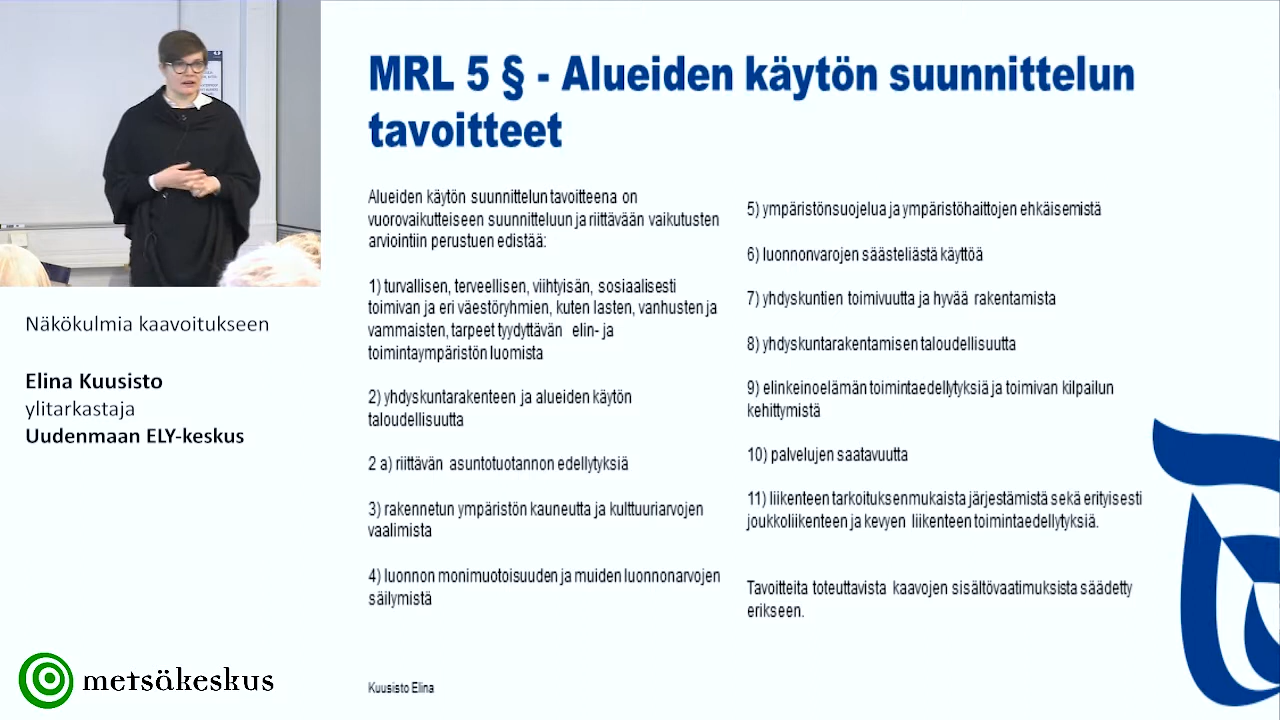 MRL 5 § - Alueiden käytön suunnittelun
tavoitteet
Alueiden käytön suunnittelun tavoitteena on
vuorovaikutteiseen suunnitteluun ja riittävään vaikutusten
arviointiin perustuen edistää:
1) turvallisen, terveellisen, viihtyisän, sosiaalisesti
toimivan ja eri väestöryhmien, kuten lasten, vanhusten ja
vammaisten, tarpeet tyydyttävän elin- ja
toimintaympäristön luomista
2) yhdyskuntarakenteen ja alueiden käytön
taloudellisuutta
2 a) riittävän asuntotuotannon edellytyksiä
3) rakennetun ympäristön kauneutta ja kulttuuriarvojen
vaalimista
4) luonnon monimuotoisuuden ja muiden luonnonarvojen
säilymistä
5) ympäristönsuojelua ja ympäristöhaittojen ehkäisemistä
6) luonnonvarojen säästeliästä käyttöä
7) yhdyskuntien toimivuutta ja hyvää rakentamista
8) yhdyskuntarakentamisen taloudellisuutta
9) elinkeinoelämän toimintaedellytyksiä ja toimivan kilpailun
kehittymistä
10) palvelujen saatavuutta
11) liikenteen tarkoituksenmukaista järjestämistä sekä erityisesti
joukkoliikenteen ja kevyen liikenteen toimintaedellytyksiä.
Tavoitteita toteuttavista kaavojen sisältövaatimuksista säädetty
erikseen.
Kuusisto Elina
Näkökulmia kaavoitukseen
Elina Kuusisto
ylitarkastaja
Uudenmaan ELY-keskus
metsäkeskus